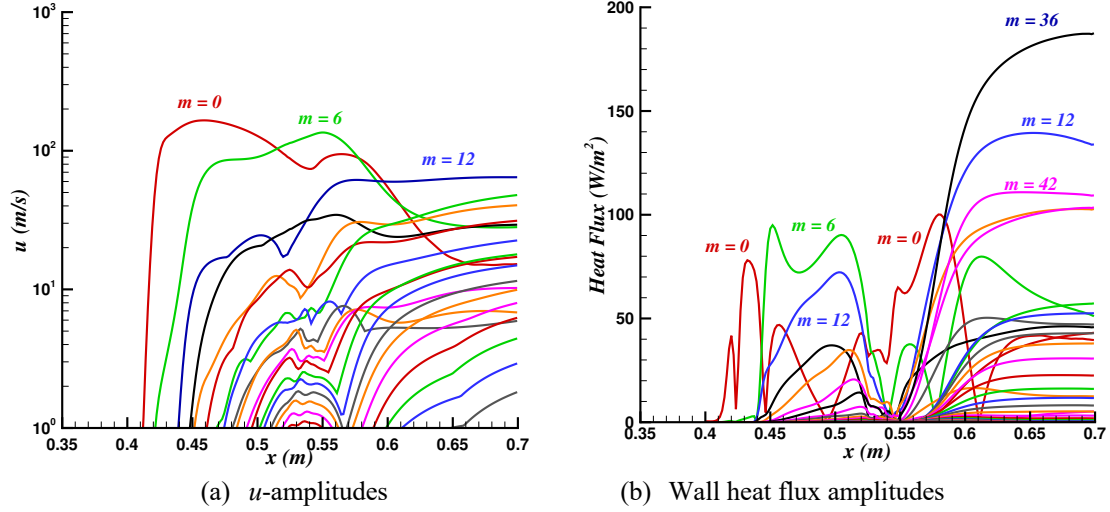 10³
10²
10¹
10⁰
u (m/s)
m = 0
m = 6
m = 12
0.35 0.4 0.45 0.5 0.55 0.6 0.65 0.7
x (m)
(a) u-amplitudes
200
150
100
50
0
Heat Flux (W/m²)
m = 36
m = 12
m = 42
m = 0
m = 6
m = 0
m = 12
0.35 0.4 0.45 0.5 0.55 0.6 0.65 0.7
x (m)
(b) Wall heat flux amplitudes